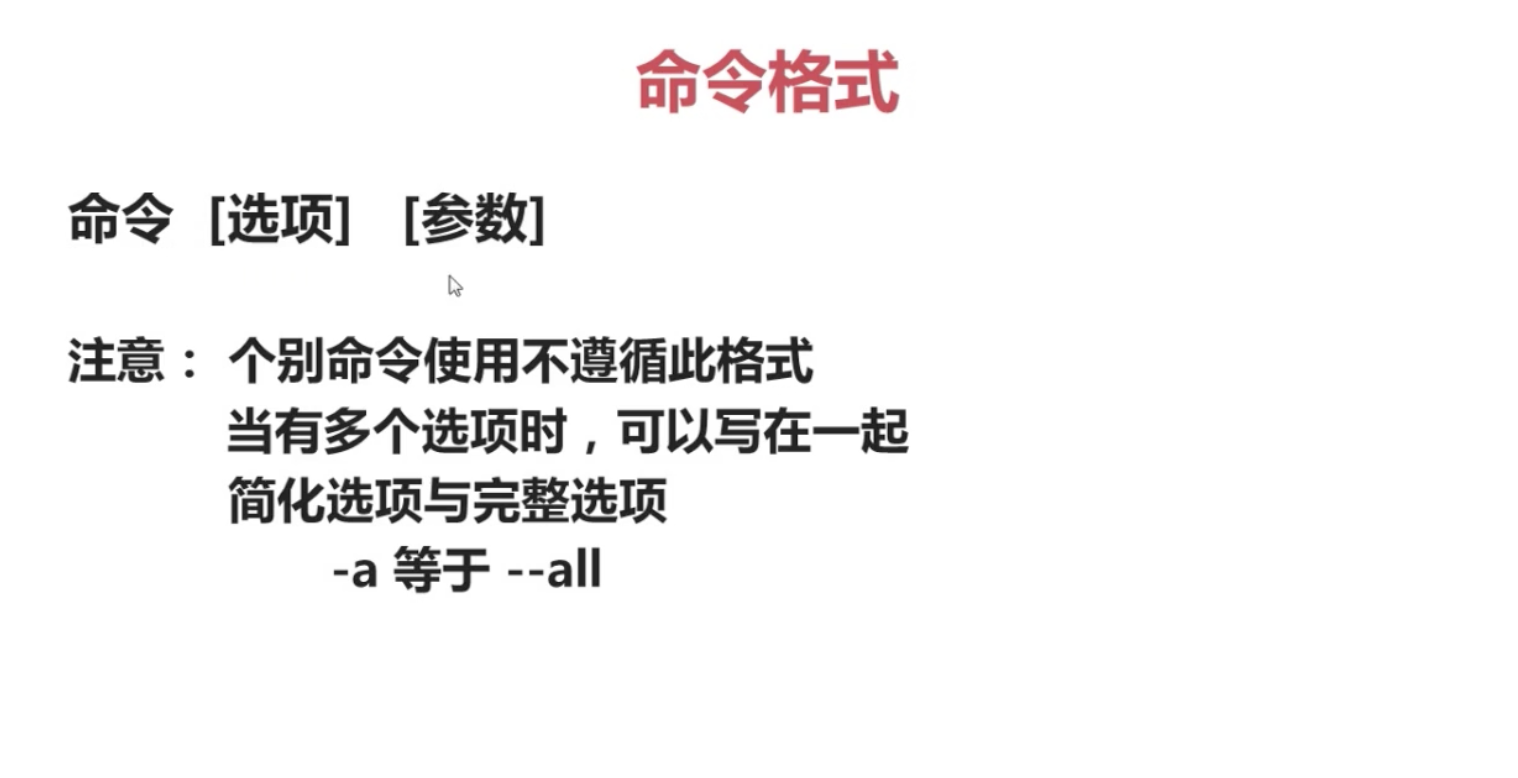 命令格式
命令 [选项] [参数]
注意： 个别命令使用不遵循此格式
当有多个选项时，可以写在一起
简化选项与完整选项
-a 等于 --all